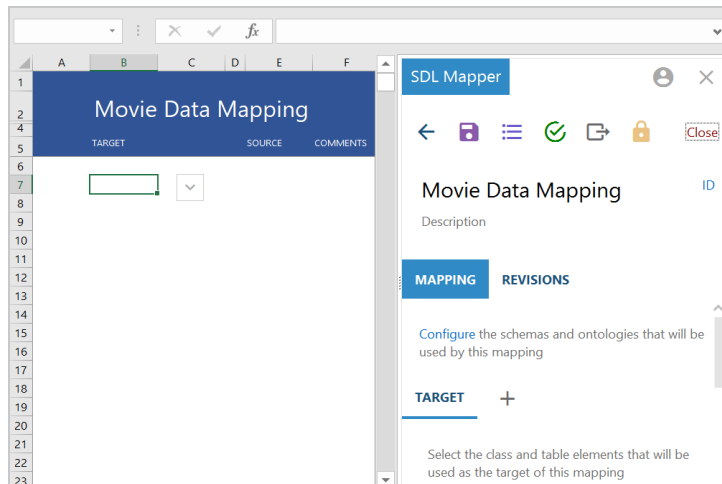 fx
A B C D E F
1
2
4
5
6
7
8
9
10
11
12
13
14
15
16
17
18
19
20
21
22
23
Movie Data Mapping
TARGET SOURCE COMMENTS
SDL Mapper
Close
Movie Data Mapping ID
Description
MAPPING REVISIONS
Configure the schemas and ontologies that will be
used by this mapping
TARGET +
Select the class and table elements that will be
used as the target of this mapping